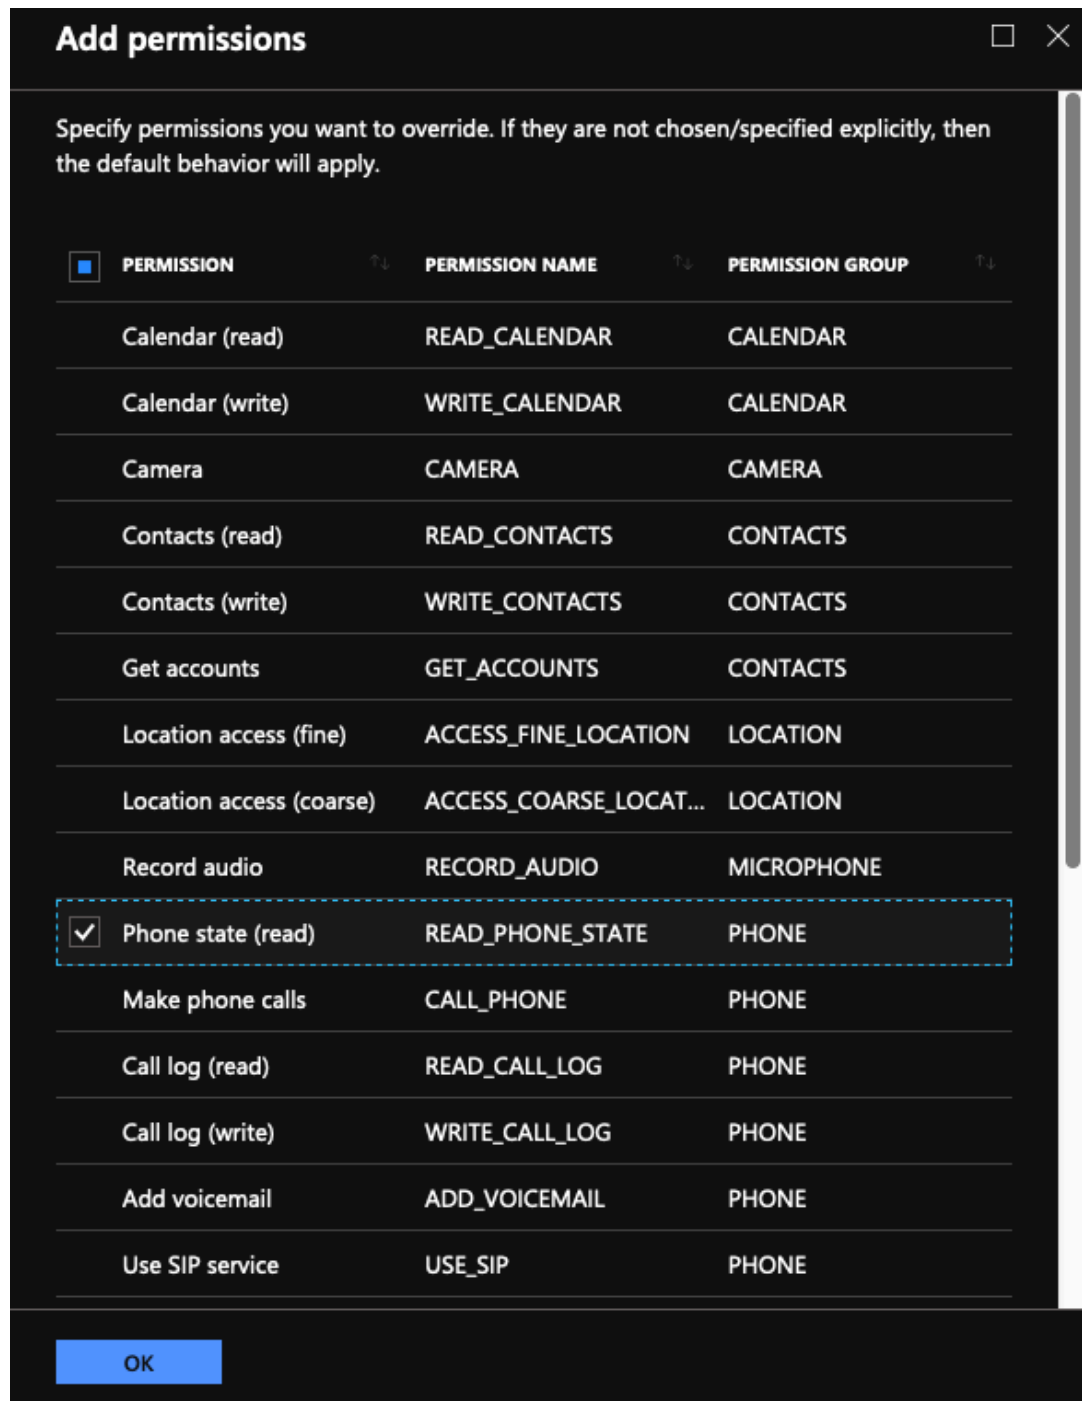 Add permissions
Specify permissions you want to override. If they are not chosen/specified explicitly, then
the default behavior will apply.
PERMISSION PERMISSION NAME PERMISSION GROUP
Calendar (read) READ_CALENDAR CALENDAR
Calendar (write) WRITE_CALENDAR CALENDAR
Camera CAMERA CAMERA
Contacts (read) READ_CONTACTS CONTACTS
Contacts (write) WRITE_CONTACTS CONTACTS
Get accounts GET_ACCOUNTS CONTACTS
Location access (fine) ACCESS_FINE_LOCATION LOCATION
Location access (coarse) ACCESS_COARSE_LOCAT... LOCATION
Record audio RECORD_AUDIO MICROPHONE
Phone state (read) READ_PHONE_STATE PHONE
Make phone calls CALL_PHONE PHONE
Call log (read) READ_CALL_LOG PHONE
Call log (write) WRITE_CALL_LOG PHONE
Add voicemail ADD_VOICEMAIL PHONE
Use SIP service USE_SIP PHONE
OK